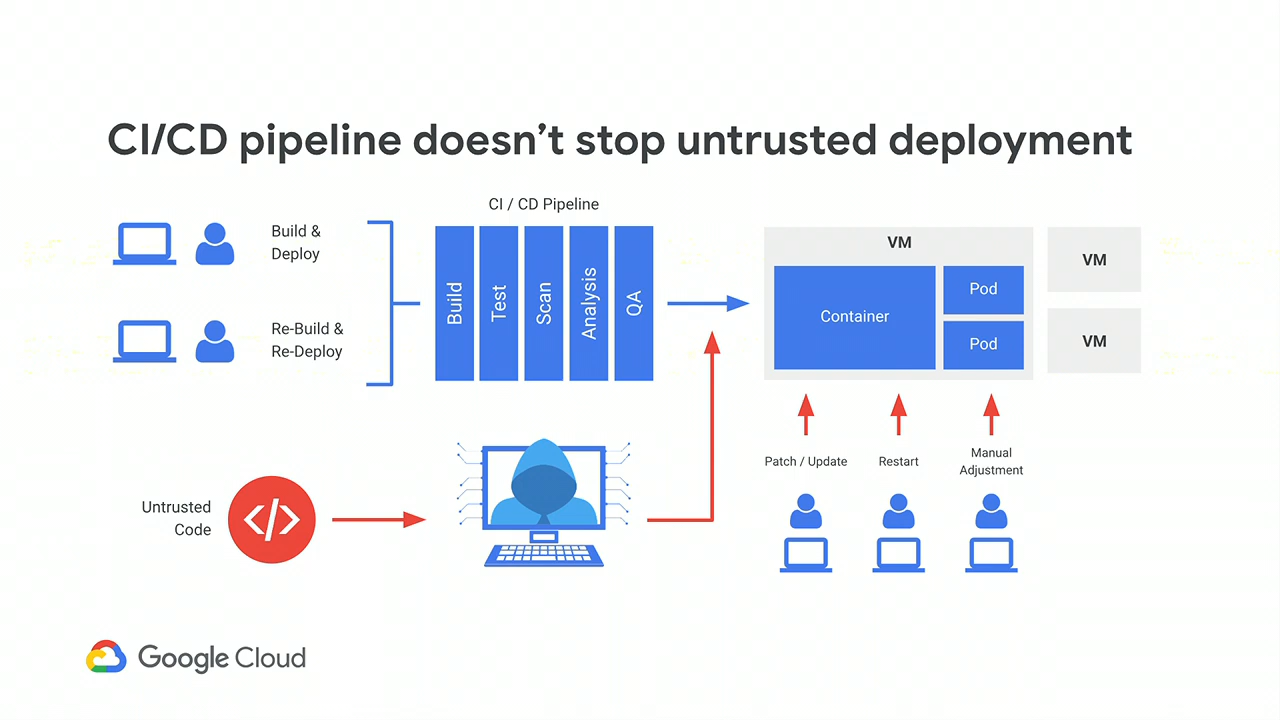 CI/CD pipeline doesn't stop untrusted deployment
CI / CD Pipeline
Build &
Deploy
Re-Build &
Re-Deploy
Build
Test
Scan
Analysis
QA
VM
Container
Pod
Pod
VM
VM
Patch / Update
Restart
Manual
Adjustment
Untrusted
Code
</>
Google Cloud